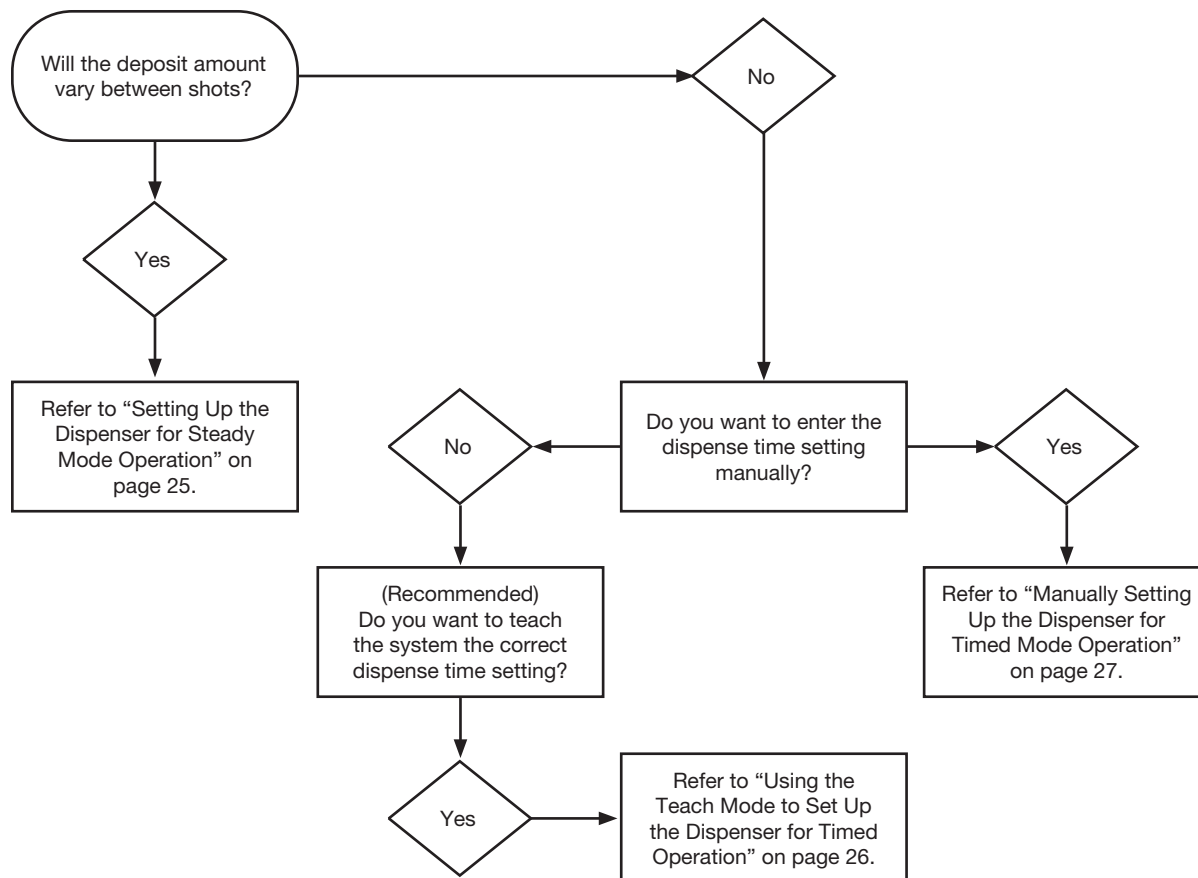 Will the deposit amount
vary between shots?
No
Yes
Refer to “Setting Up the
Dispenser for Steady
Mode Operation” on
page 25.
No
Do you want to enter the
dispense time setting
manually?
Yes
(Recommended)
Do you want to teach
the system the correct
dispense time setting?
Refer to “Manually Setting
Up the Dispenser for
Timed Mode Operation”
on page 27.
Yes
Refer to “Using the
Teach Mode to Set Up
the Dispenser for Timed
Operation” on page 26.